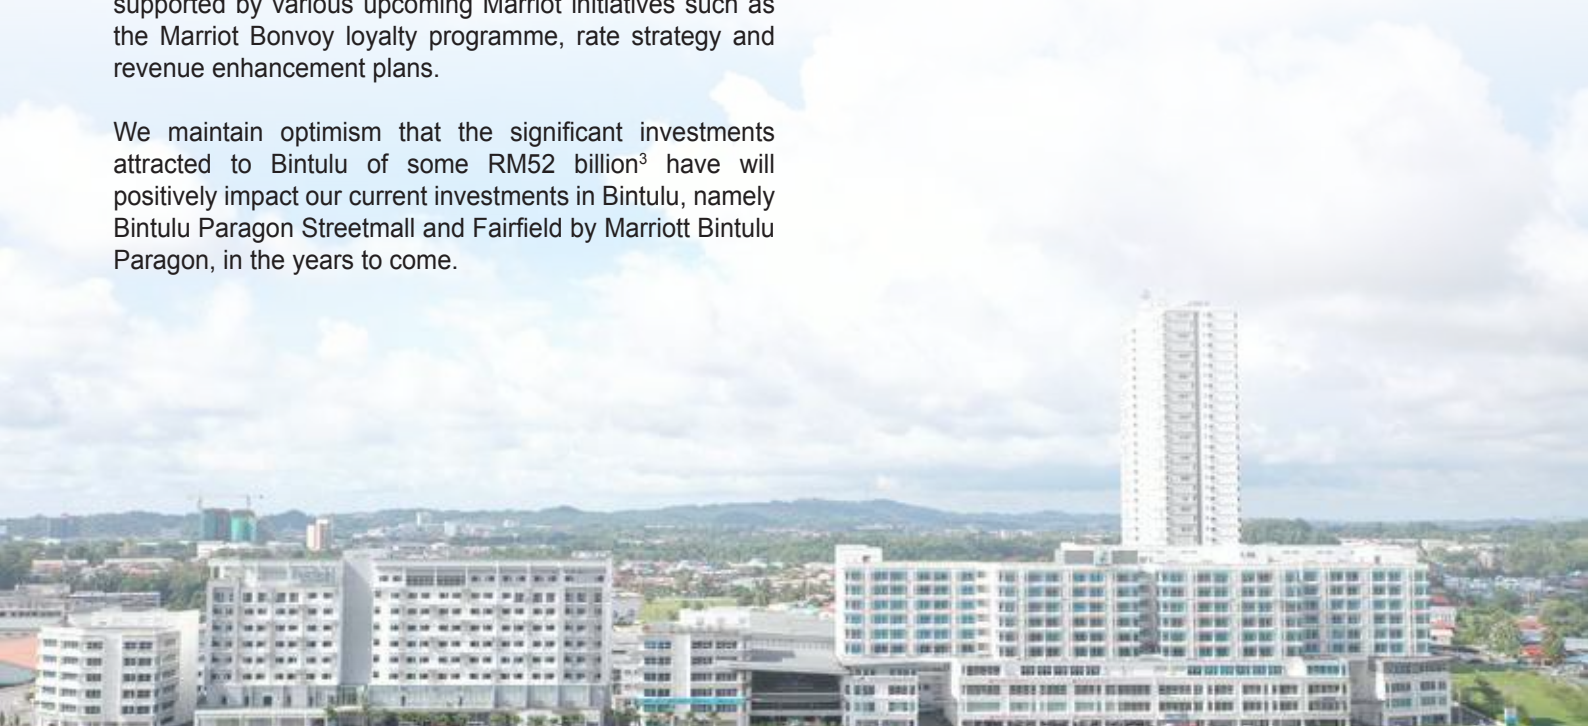 supported by various upcoming Marriot initiatives such as
the Marriot Bonvoy loyalty programme, rate strategy and
revenue enhancement plans.
We maintain optimism that the significant investments
attracted to Bintulu of some RM52 billion³ have will
positively impact our current investments in Bintulu, namely
Bintulu Paragon Streetmall and Fairfield by Marriott Bintulu
Paragon, in the years to come.